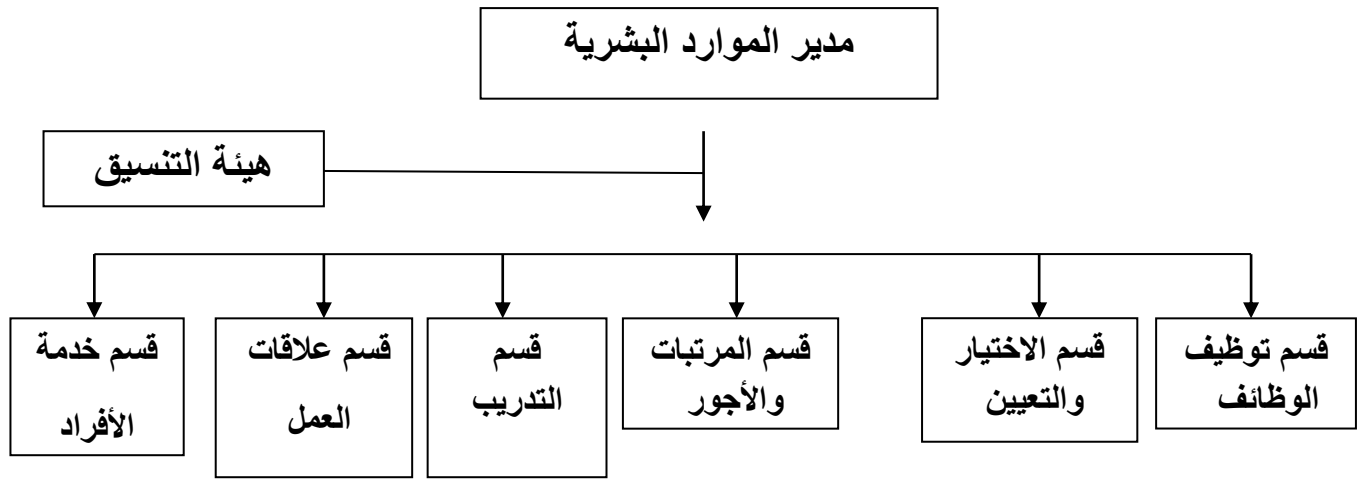 مدير الموارد البشرية
هيئة التنسيق
قسم توظيف
الوظائف
قسم الاختيار
والتعيين
قسم المرتبات
والأجور
قسم
التدريب
قسم علاقات
العمل
قسم خدمة
الأفراد